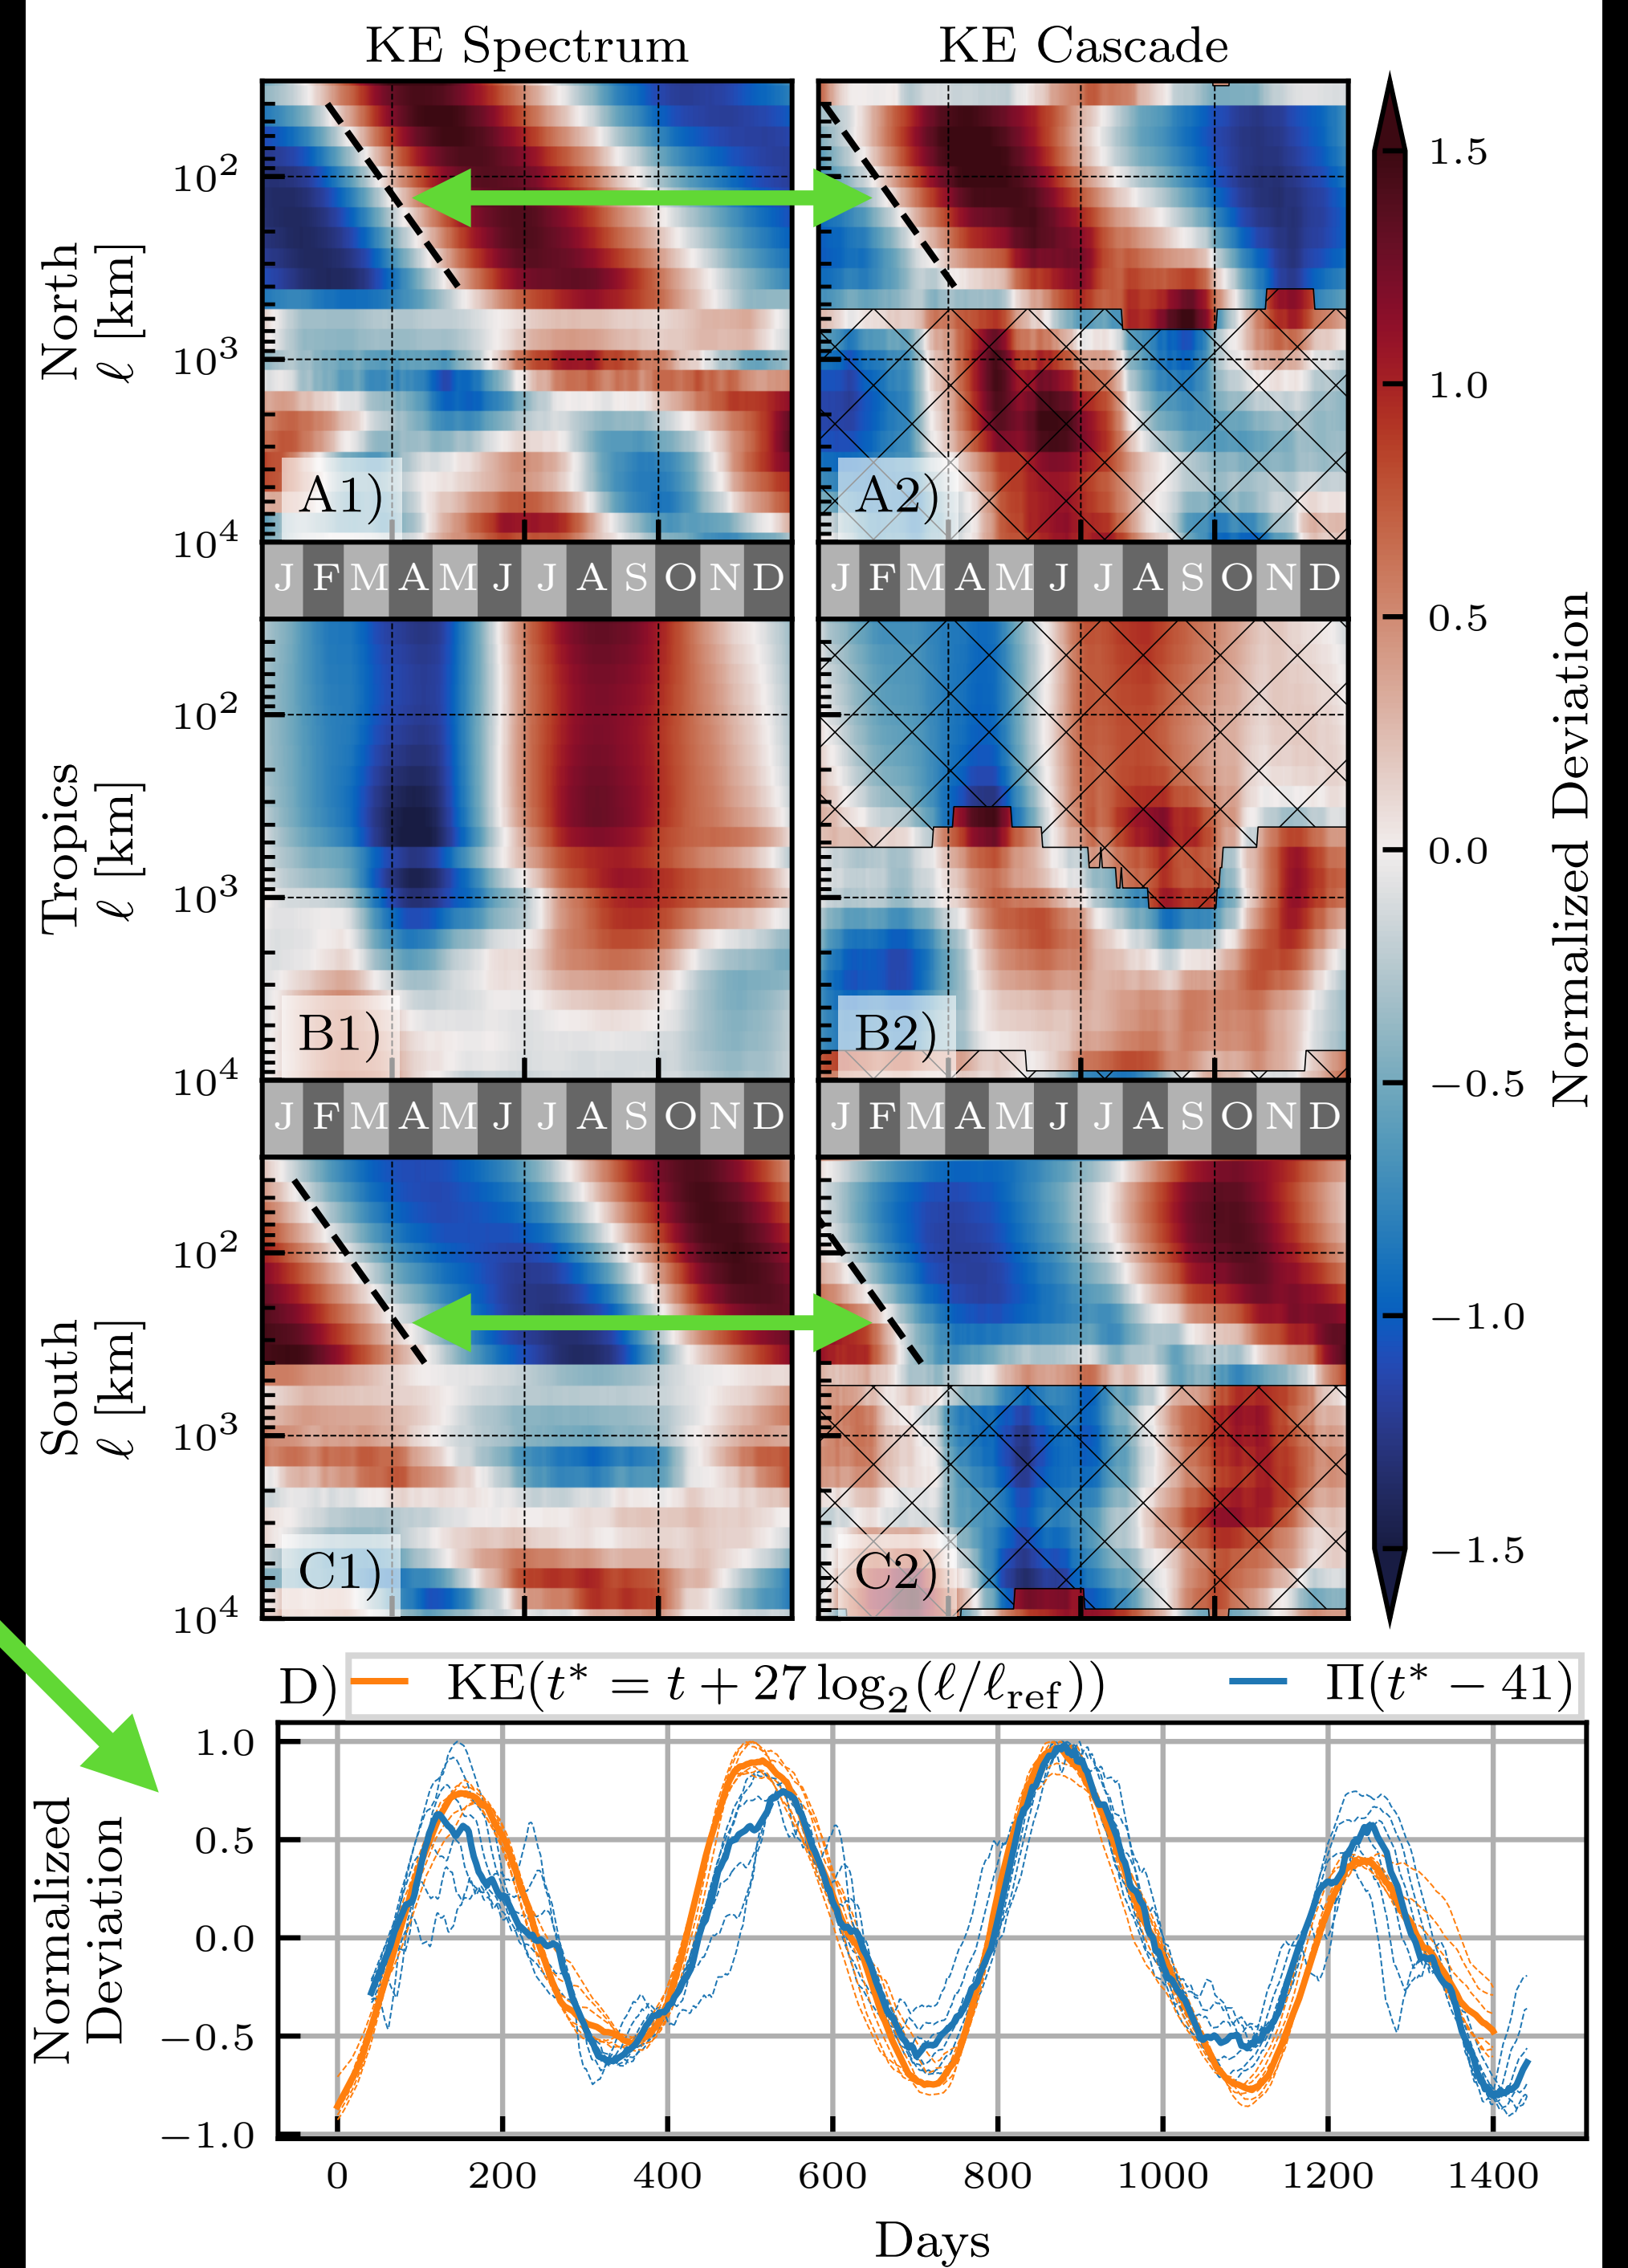 KE Spectrum
KE Cascade
North
ℓ [km]
10²
10³
10⁴
A1)
A2)
J F M A M J J A S O N D
J F M A M J J A S O N D
Tropics
ℓ [km]
10²
10³
10⁴
B1)
B2)
J F M A M J J A S O N D
J F M A M J J A S O N D
South
ℓ [km]
10²
10³
10⁴
C1)
C2)
1.5
1.0
0.5
0.0
−0.5
−1.0
−1.5
Normalized Deviation
D)
KE(t* = t + 27 log₂(ℓ/ℓ_ref))
Π(t* − 41)
Normalized
Deviation
1.0
0.5
0.0
−0.5
−1.0
0 200 400 600 800 1000 1200 1400
Days